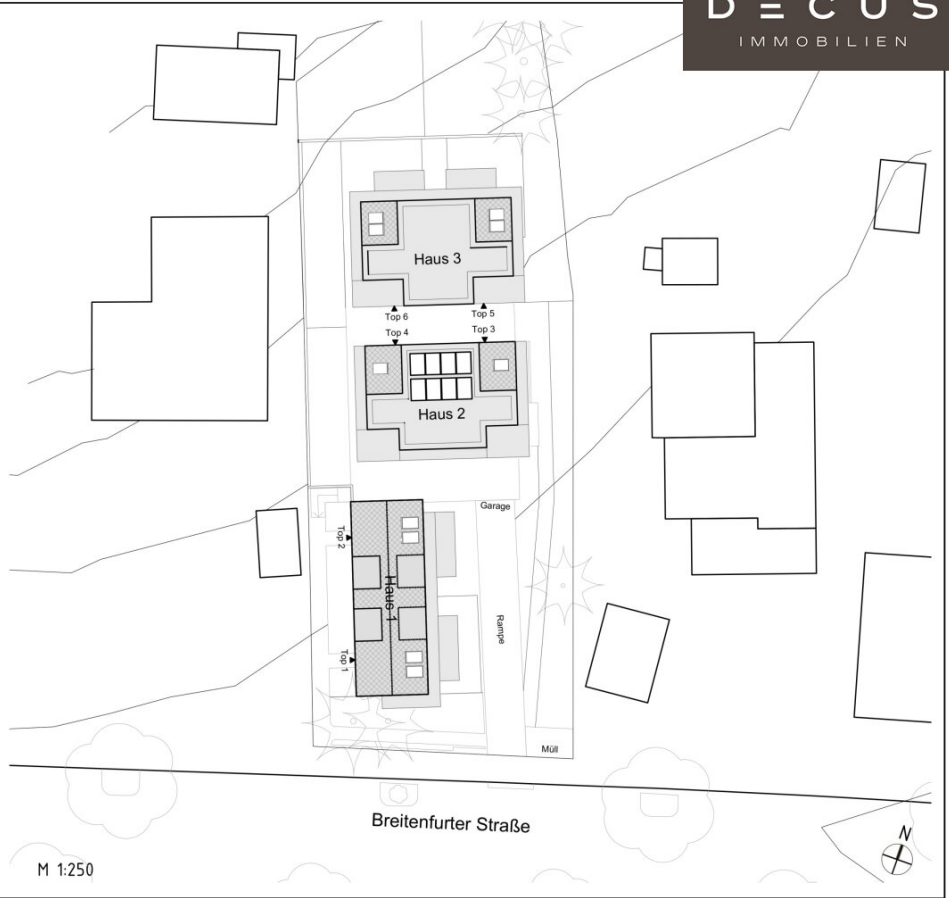 DECUS
IMMOBILIEN
Haus 3
Top 6
Top 5
Top 4
Top 3
Haus 2
Garage
Top 2
Haus 1
Rampe
Top 1
Müll
Breitenfurter Straße
N
M 1:250